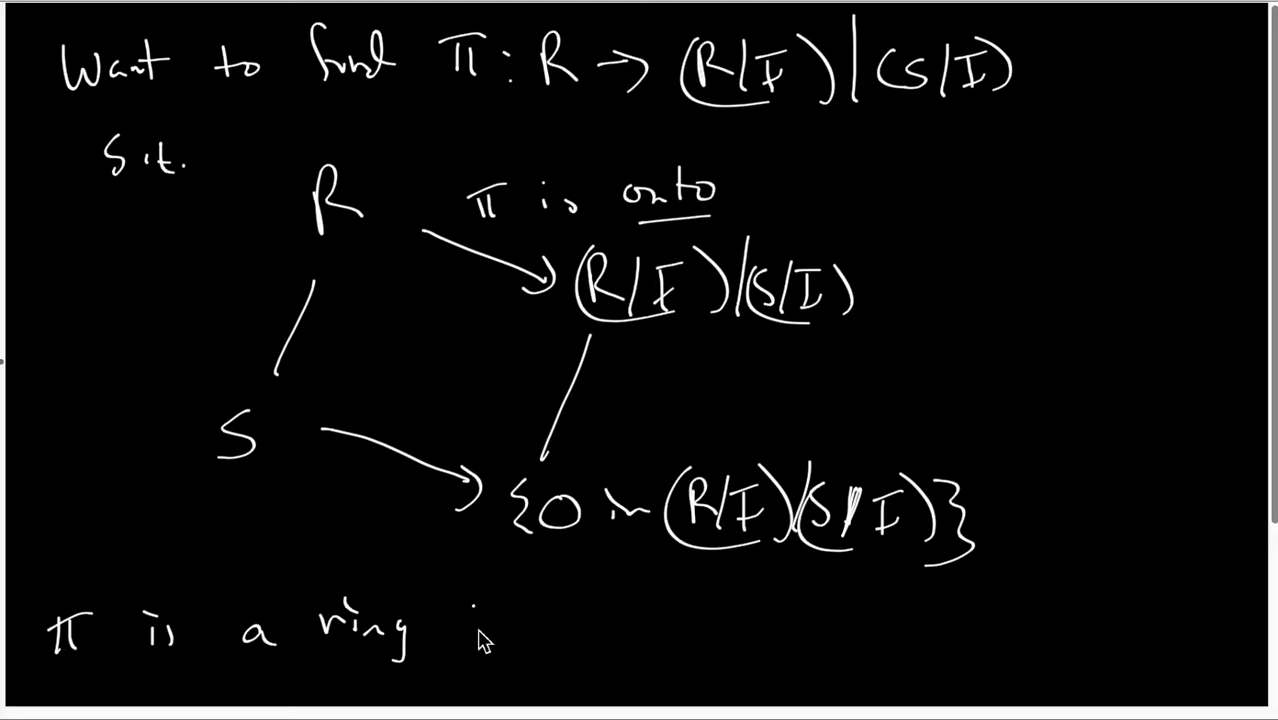 Want to find π : R → (R/I)/(S/I)
s.t.
R π is onto
(R/I)/(S/I)
S
{0 in (R/I)/(S/I)}
π is a ring